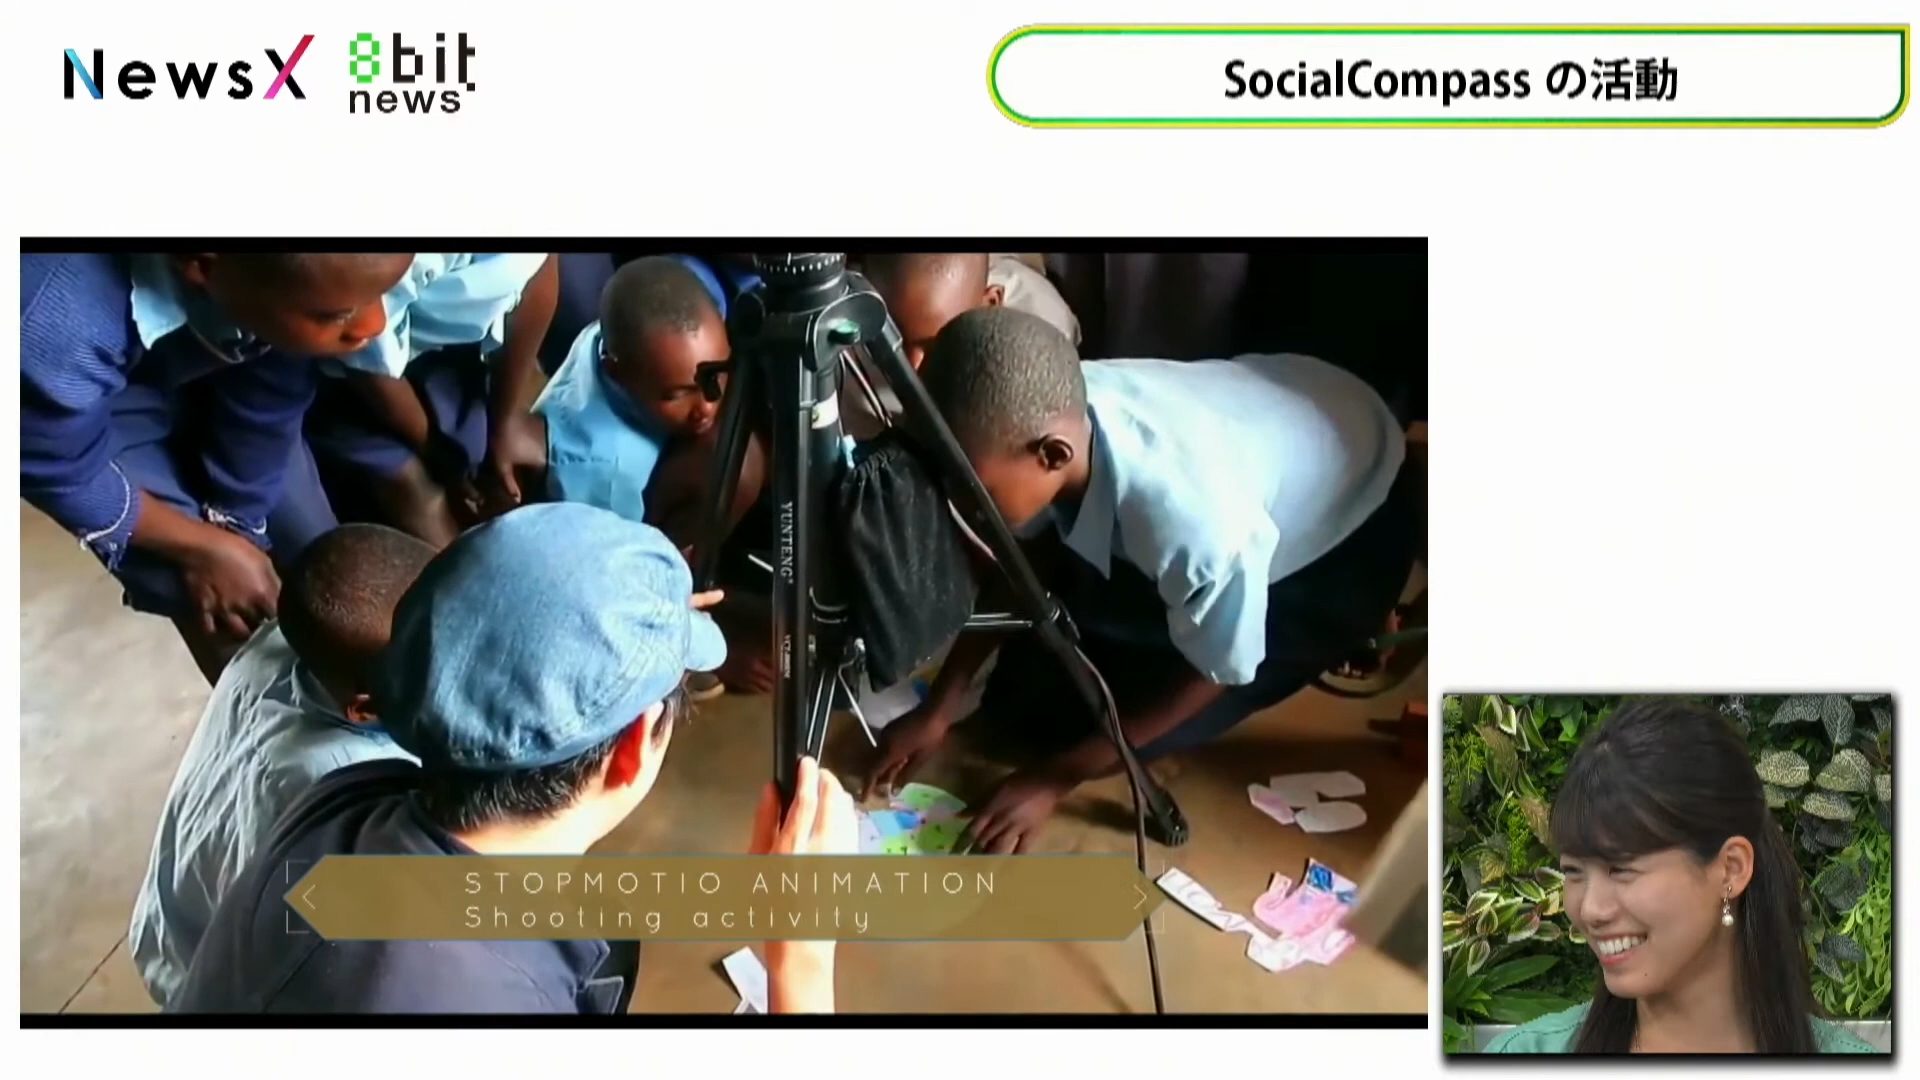 NewsX
8bit
news
SocialCompass の活動
YUNTENG
STOPMOTIO ANIMATION
Shooting activity